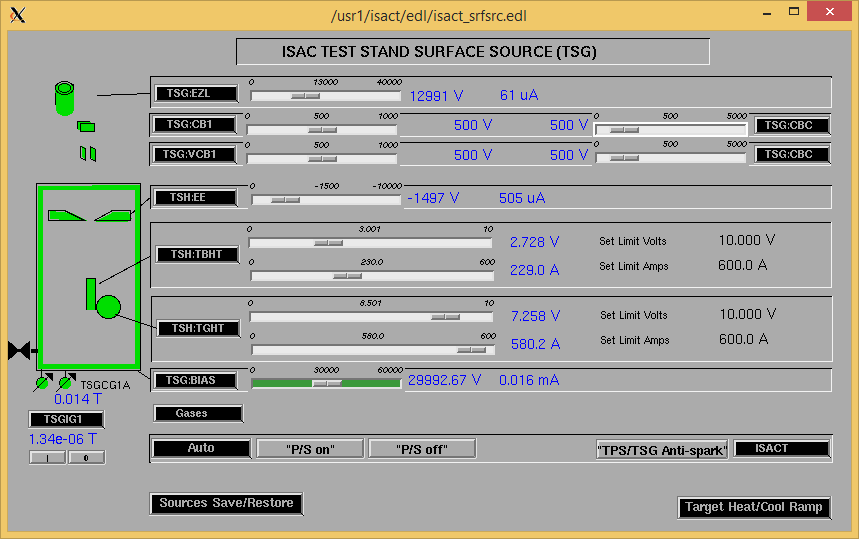 /usr1/isact/edl/isact_srfsrc.edl
ISAC TEST STAND SURFACE SOURCE (TSG)
0 13000 40000
TSG:EZL 12991 V 61 uA
0 500 1000 0 500 5000
TSG:CB1 500 V 500 V TSG:CBC
0 500 1000 0 500 5000
TSG:VCB1 500 V 500 V TSG:CBC
0 -1500 -10000
TSH:EE -1497 V 505 uA
0 3.001 10
2.728 V Set Limit Volts 10.000 V
TSH:TBHT
0 230.0 600
229.0 A Set Limit Amps 600.0 A
0 8.501 10
7.258 V Set Limit Volts 10.000 V
TSH:TGHT
0 580.0 600
580.2 A Set Limit Amps 600.0 A
0 30000 60000
TSG:BIAS 29992.67 V 0.016 mA
TSGCG1A
0.014 T
Gases
TSGIG1
1.34e-06 T
I 0
Auto "P/S on" "P/S off" "TPS/TSG Anti-spark" ISACT
Sources Save/Restore
Target Heat/Cool Ramp